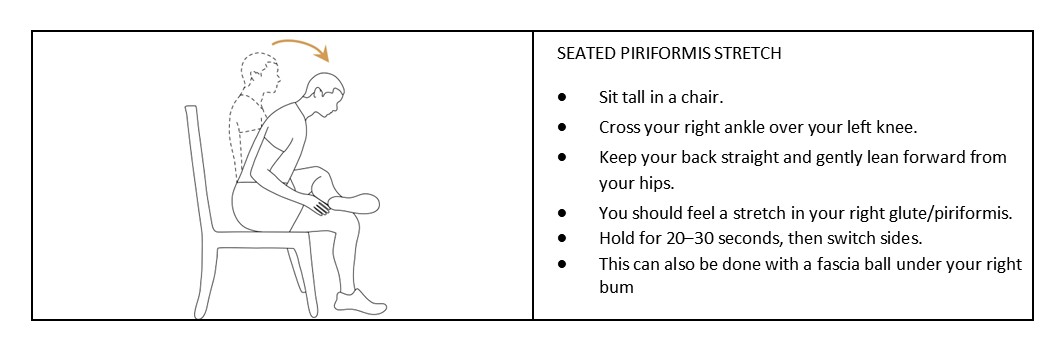 SEATED PIRIFORMIS STRETCH
● Sit tall in a chair.
● Cross your right ankle over your left knee.
● Keep your back straight and gently lean forward from
your hips.
● You should feel a stretch in your right glute/piriformis.
● Hold for 20–30 seconds, then switch sides.
● This can also be done with a fascia ball under your right
bum